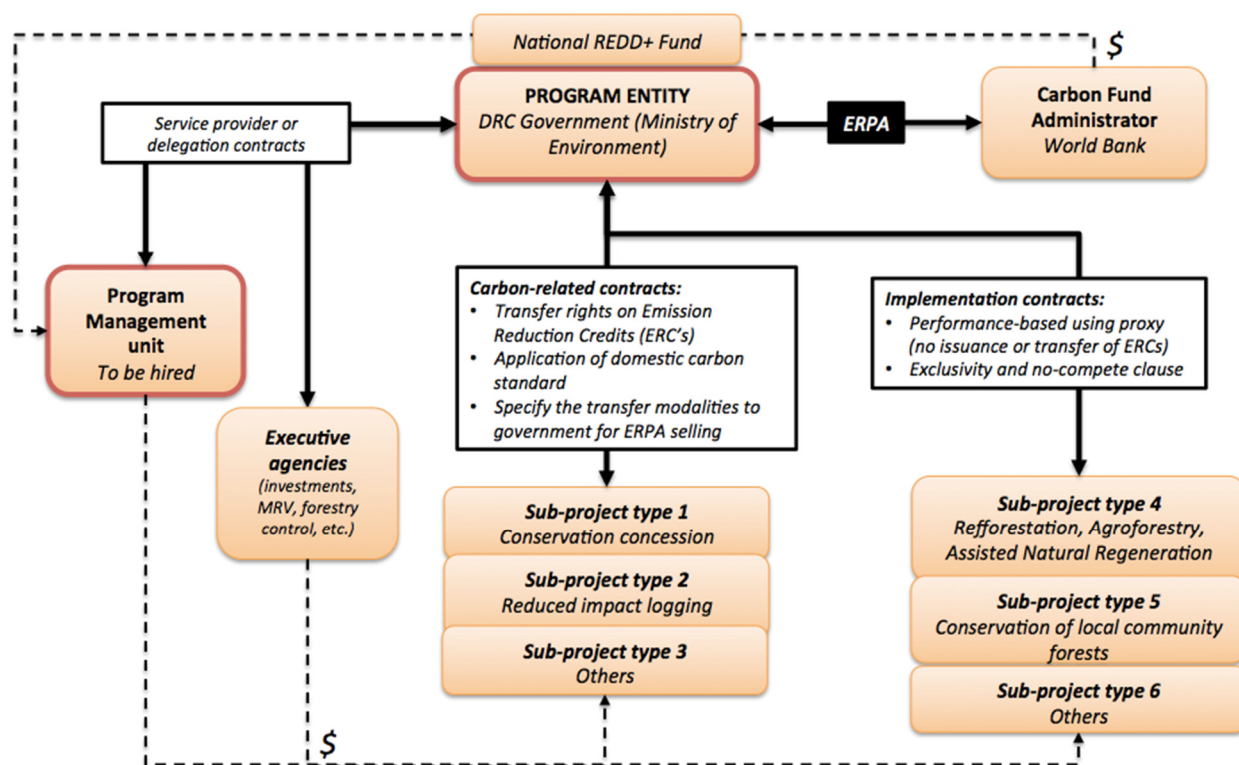 National REDD+ Fund
$
PROGRAM ENTITY
DRC Government (Ministry of
Environment)
ERPA
Carbon Fund
Administrator
World Bank
Service provider or
delegation contracts
Program
Management
unit
To be hired
Executive
agencies
(investments,
MRV, forestry
control, etc.)
Carbon-related contracts:
• Transfer rights on Emission
Reduction Credits (ERC's)
• Application of domestic carbon
standard
• Specify the transfer modalities to
government for ERPA selling
Implementation contracts:
• Performance-based using proxy
(no issuance or transfer of ERCs)
• Exclusivity and no-compete clause
Sub-project type 1
Conservation concession
Sub-project type 2
Reduced impact logging
Sub-project type 3
Others
Sub-project type 4
Refforestation, Agroforestry,
Assisted Natural Regeneration
Sub-project type 5
Conservation of local community
forests
Sub-project type 6
Others
$